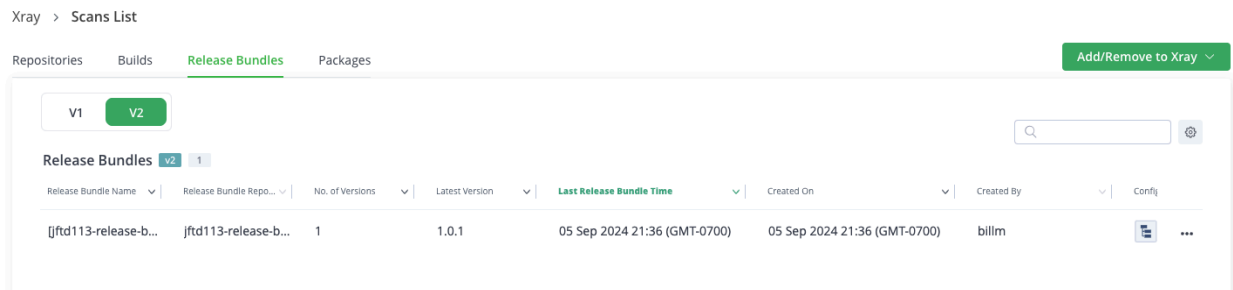 Xray > Scans List
Repositories Builds Release Bundles Packages Add/Remove to Xray
V1 V2
Release Bundles v2 1
Release Bundle Name Release Bundle Repo... No. of Versions Latest Version Last Release Bundle Time Created On Created By Config
[jftd113-release-b... jftd113-release-b... 1 1.0.1 05 Sep 2024 21:36 (GMT-0700) 05 Sep 2024 21:36 (GMT-0700) billm